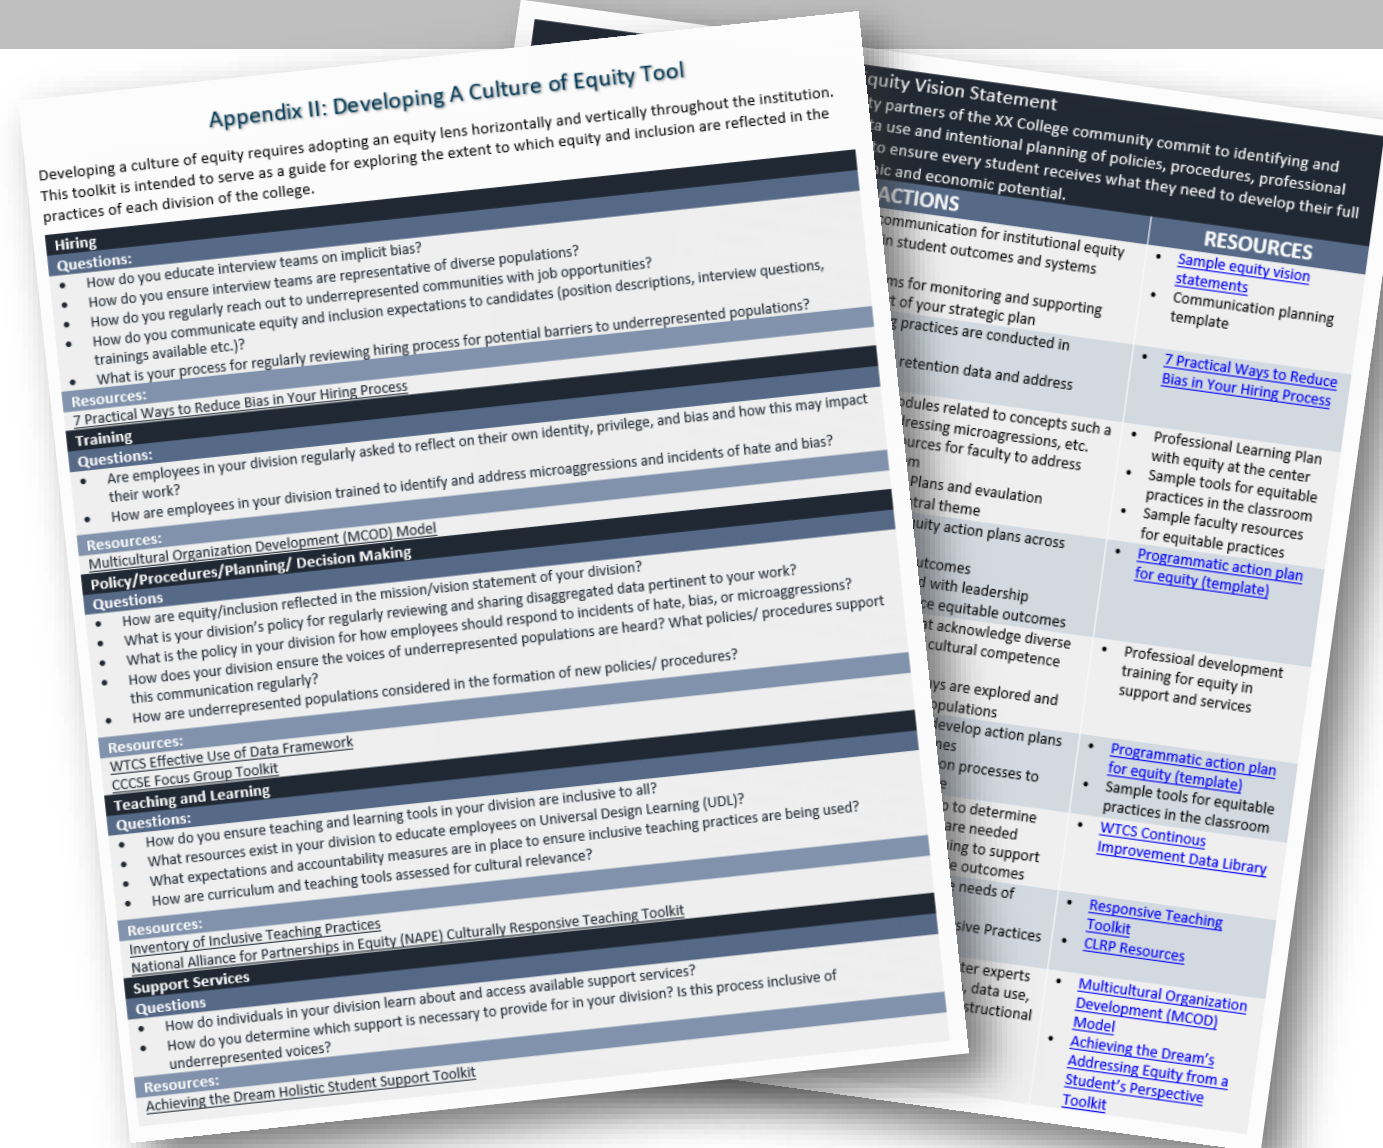 Appendix II: Developing A Culture of Equity Tool
Developing a culture of equity requires adopting an equity lens horizontally and vertically throughout the institution.
This toolkit is intended to serve as a guide for exploring the extent to which equity and inclusion are reflected in the
practices of each division of the college.
Hiring
Questions:
• How do you educate interview teams on implicit bias?
• How do you ensure interview teams are representative of diverse populations?
• How do you regularly reach out to underrepresented communities with job opportunities?
• How do you communicate equity and inclusion expectations to candidates (position descriptions, interview questions,
trainings available etc.)?
• What is your process for regularly reviewing hiring process for potential barriers to underrepresented populations?
Resources:
7 Practical Ways to Reduce Bias in Your Hiring Process
Training
Questions:
• Are employees in your division regularly asked to reflect on their own identity, privilege, and bias and how this may impact
their work?
• How are employees in your division trained to identify and address microaggressions and incidents of hate and bias?
Resources:
Multicultural Organization Development (MCOD) Model
Policy/Procedures/Planning/ Decision Making
Questions
• How are equity/inclusion reflected in the mission/vision statement of your division?
• What is your division's policy for regularly reviewing and sharing disaggregated data pertinent to your work?
• What is the policy in your division for how employees should respond to incidents of hate, bias, or microaggressions?
• How does your division ensure the voices of underrepresented populations are heard? What policies/ procedures support
this communication regularly?
• How are underrepresented populations considered in the formation of new policies/ procedures?
Resources:
WTCS Effective Use of Data Framework
CCCSE Focus Group Toolkit
Teaching and Learning
Questions:
• How do you ensure teaching and learning tools in your division are inclusive to all?
• What resources exist in your division to educate employees on Universal Design Learning (UDL)?
• What expectations and accountability measures are in place to ensure inclusive teaching practices are being used?
• How are curriculum and teaching tools assessed for cultural relevance?
Resources:
Inventory of Inclusive Teaching Practices
National Alliance for Partnerships in Equity (NAPE) Culturally Responsive Teaching Toolkit
Support Services
Questions
• How do individuals in your division learn about and access available support services?
• How do you determine which support is necessary to provide for in your division? Is this process inclusive of
underrepresented voices?
Resources:
Achieving the Dream Holistic Student Support Toolkit
quity Vision Statement
ty partners of the XX College community commit to identifying and
ta use and intentional planning of policies, procedures, professional
to ensure every student receives what they need to develop their full
ic and economic potential.
ACTIONS
communication for institutional equity
in student outcomes and systems
ms for monitoring and supporting
t of your strategic plan
g practices are conducted in
retention data and address
odules related to concepts such a
dressing microagressions, etc.
urces for faculty to address
m
Plans and evaulation
tral theme
uity action plans across
utcomes
d with leadership
ce equitable outcomes
at acknowledge diverse
cultural competence
ys are explored and
opulations
develop action plans
mes
on processes to
e
p to determine
are needed
ning to support
e outcomes
e needs of
sive Practices
ter experts
, data use,
structional
RESOURCES
• Sample equity vision
statements
• Communication planning
template
• 7 Practical Ways to Reduce
Bias in Your Hiring Process
• Professional Learning Plan
with equity at the center
• Sample tools for equitable
practices in the classroom
• Sample faculty resources
for equitable practices
• Programmatic action plan
for equity (template)
• Professioal development
training for equity in
support and services
• Programmatic action plan
for equity (template)
• Sample tools for equitable
practices in the classroom
• WTCS Continous
Improvement Data Library
• Responsive Teaching
Toolkit
• CLRP Resources
• Multicultural Organization
Development (MCOD)
Model
• Achieving the Dream's
Addressing Equity from a
Student's Perspective
Toolkit